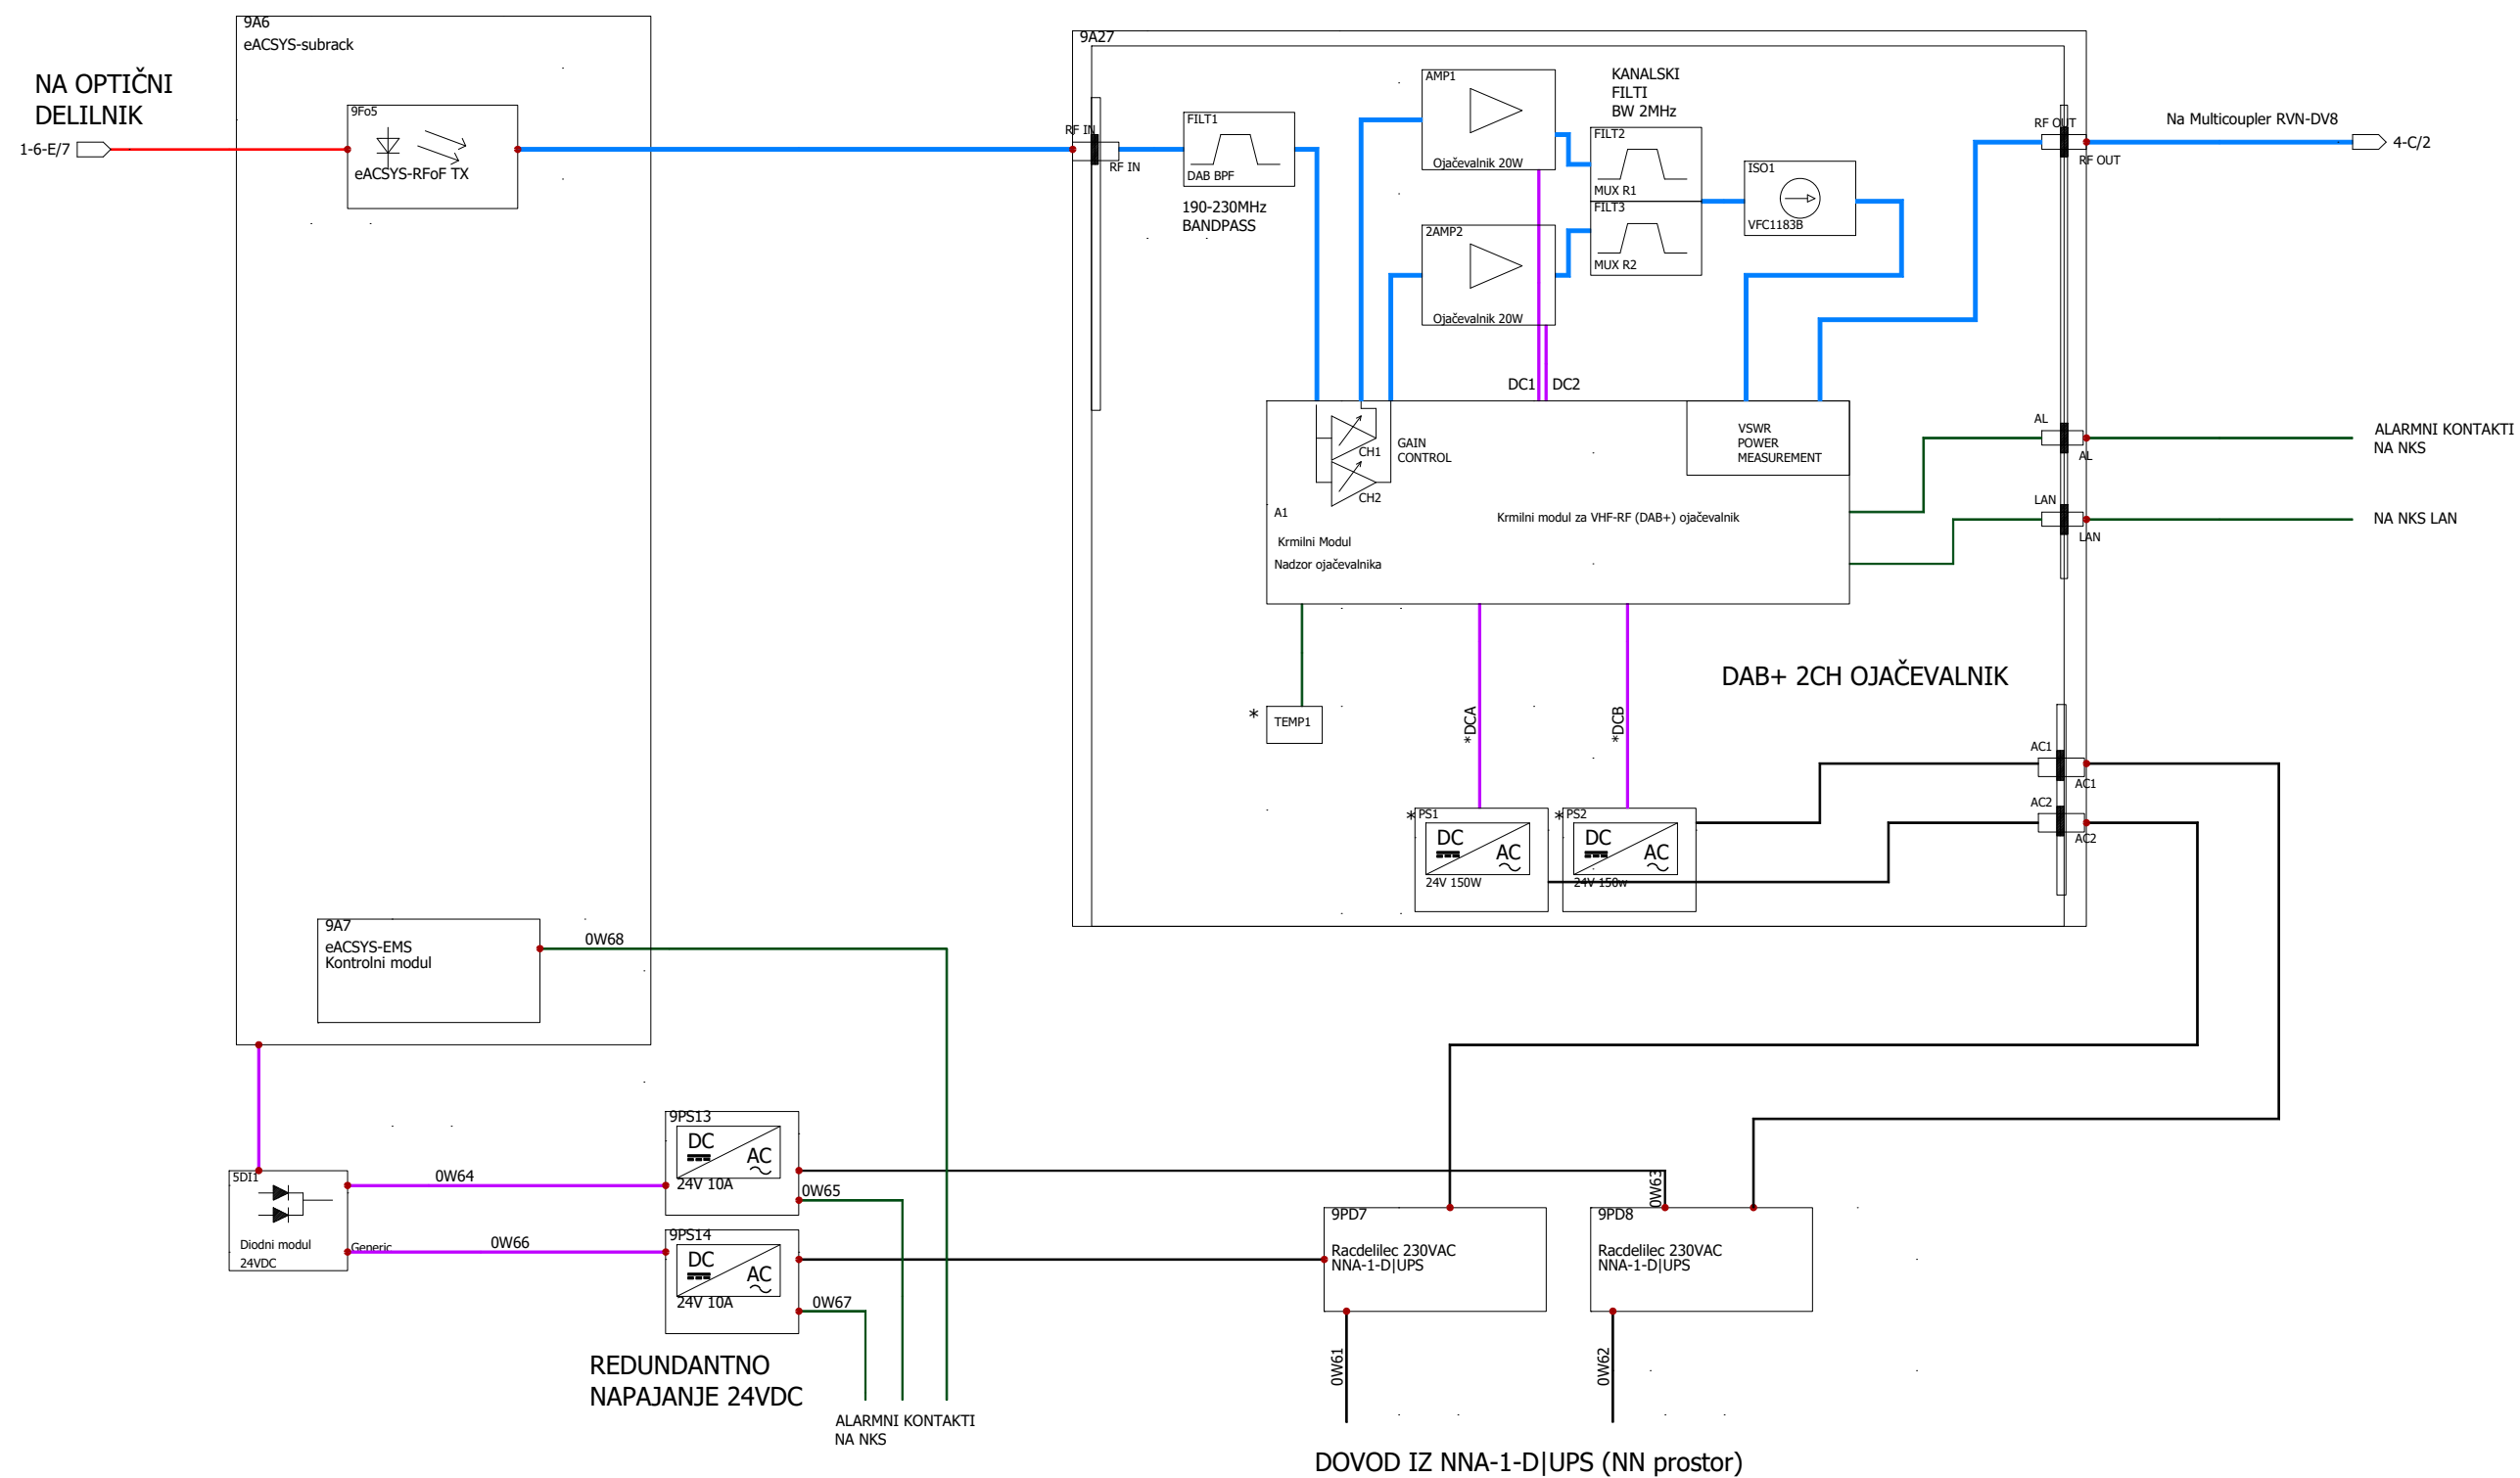 9A6
eACSYS-subrack
NA OPTIČNI
DELILNIK
1-6-E/7
9Fo5
eACSYS-RFoF TX
9A27
RF IN
RF IN
FILT1
DAB BPF
190-230MHz
BANDPASS
AMP1
Ojačevalnik 20W
2AMP2
Ojačevalnik 20W
KANALSKI
FILTI
BW 2MHz
FILT2
MUX R1
FILT3
MUX R2
ISO1
VFC1183B
RF OUT
RF OUT
Na Multicoupler RVN-DV8
4-C/2
DC1
DC2
CH1
CH2
GAIN
CONTROL
VSWR
POWER
MEASUREMENT
A1
Krmilni Modul
Nadzor ojačevalnika
Krmilni modul za VHF-RF (DAB+) ojačevalnik
AL
AL
ALARMNI KONTAKTI
NA NKS
LAN
LAN
NA NKS LAN
*
TEMP1
*DCA
*DCB
DAB+ 2CH OJAČEVALNIK
AC1
AC1
AC2
AC2
*PS1
DC
AC
24V 150W
*PS2
DC
AC
24V 150w
9A7
eACSYS-EMS
Kontrolni modul
0W68
5DI1
Diodni modul
24VDC
Generic
0W64
0W66
9PS13
DC
AC
24V 10A
0W65
9PS14
DC
AC
24V 10A
0W67
0W63
9PD7
Racdelilec 230VAC
NNA-1-D|UPS
9PD8
Racdelilec 230VAC
NNA-1-D|UPS
0W61
0W62
REDUNDANTNO
NAPAJANJE 24VDC
ALARMNI KONTAKTI
NA NKS
DOVOD IZ NNA-1-D|UPS (NN prostor)